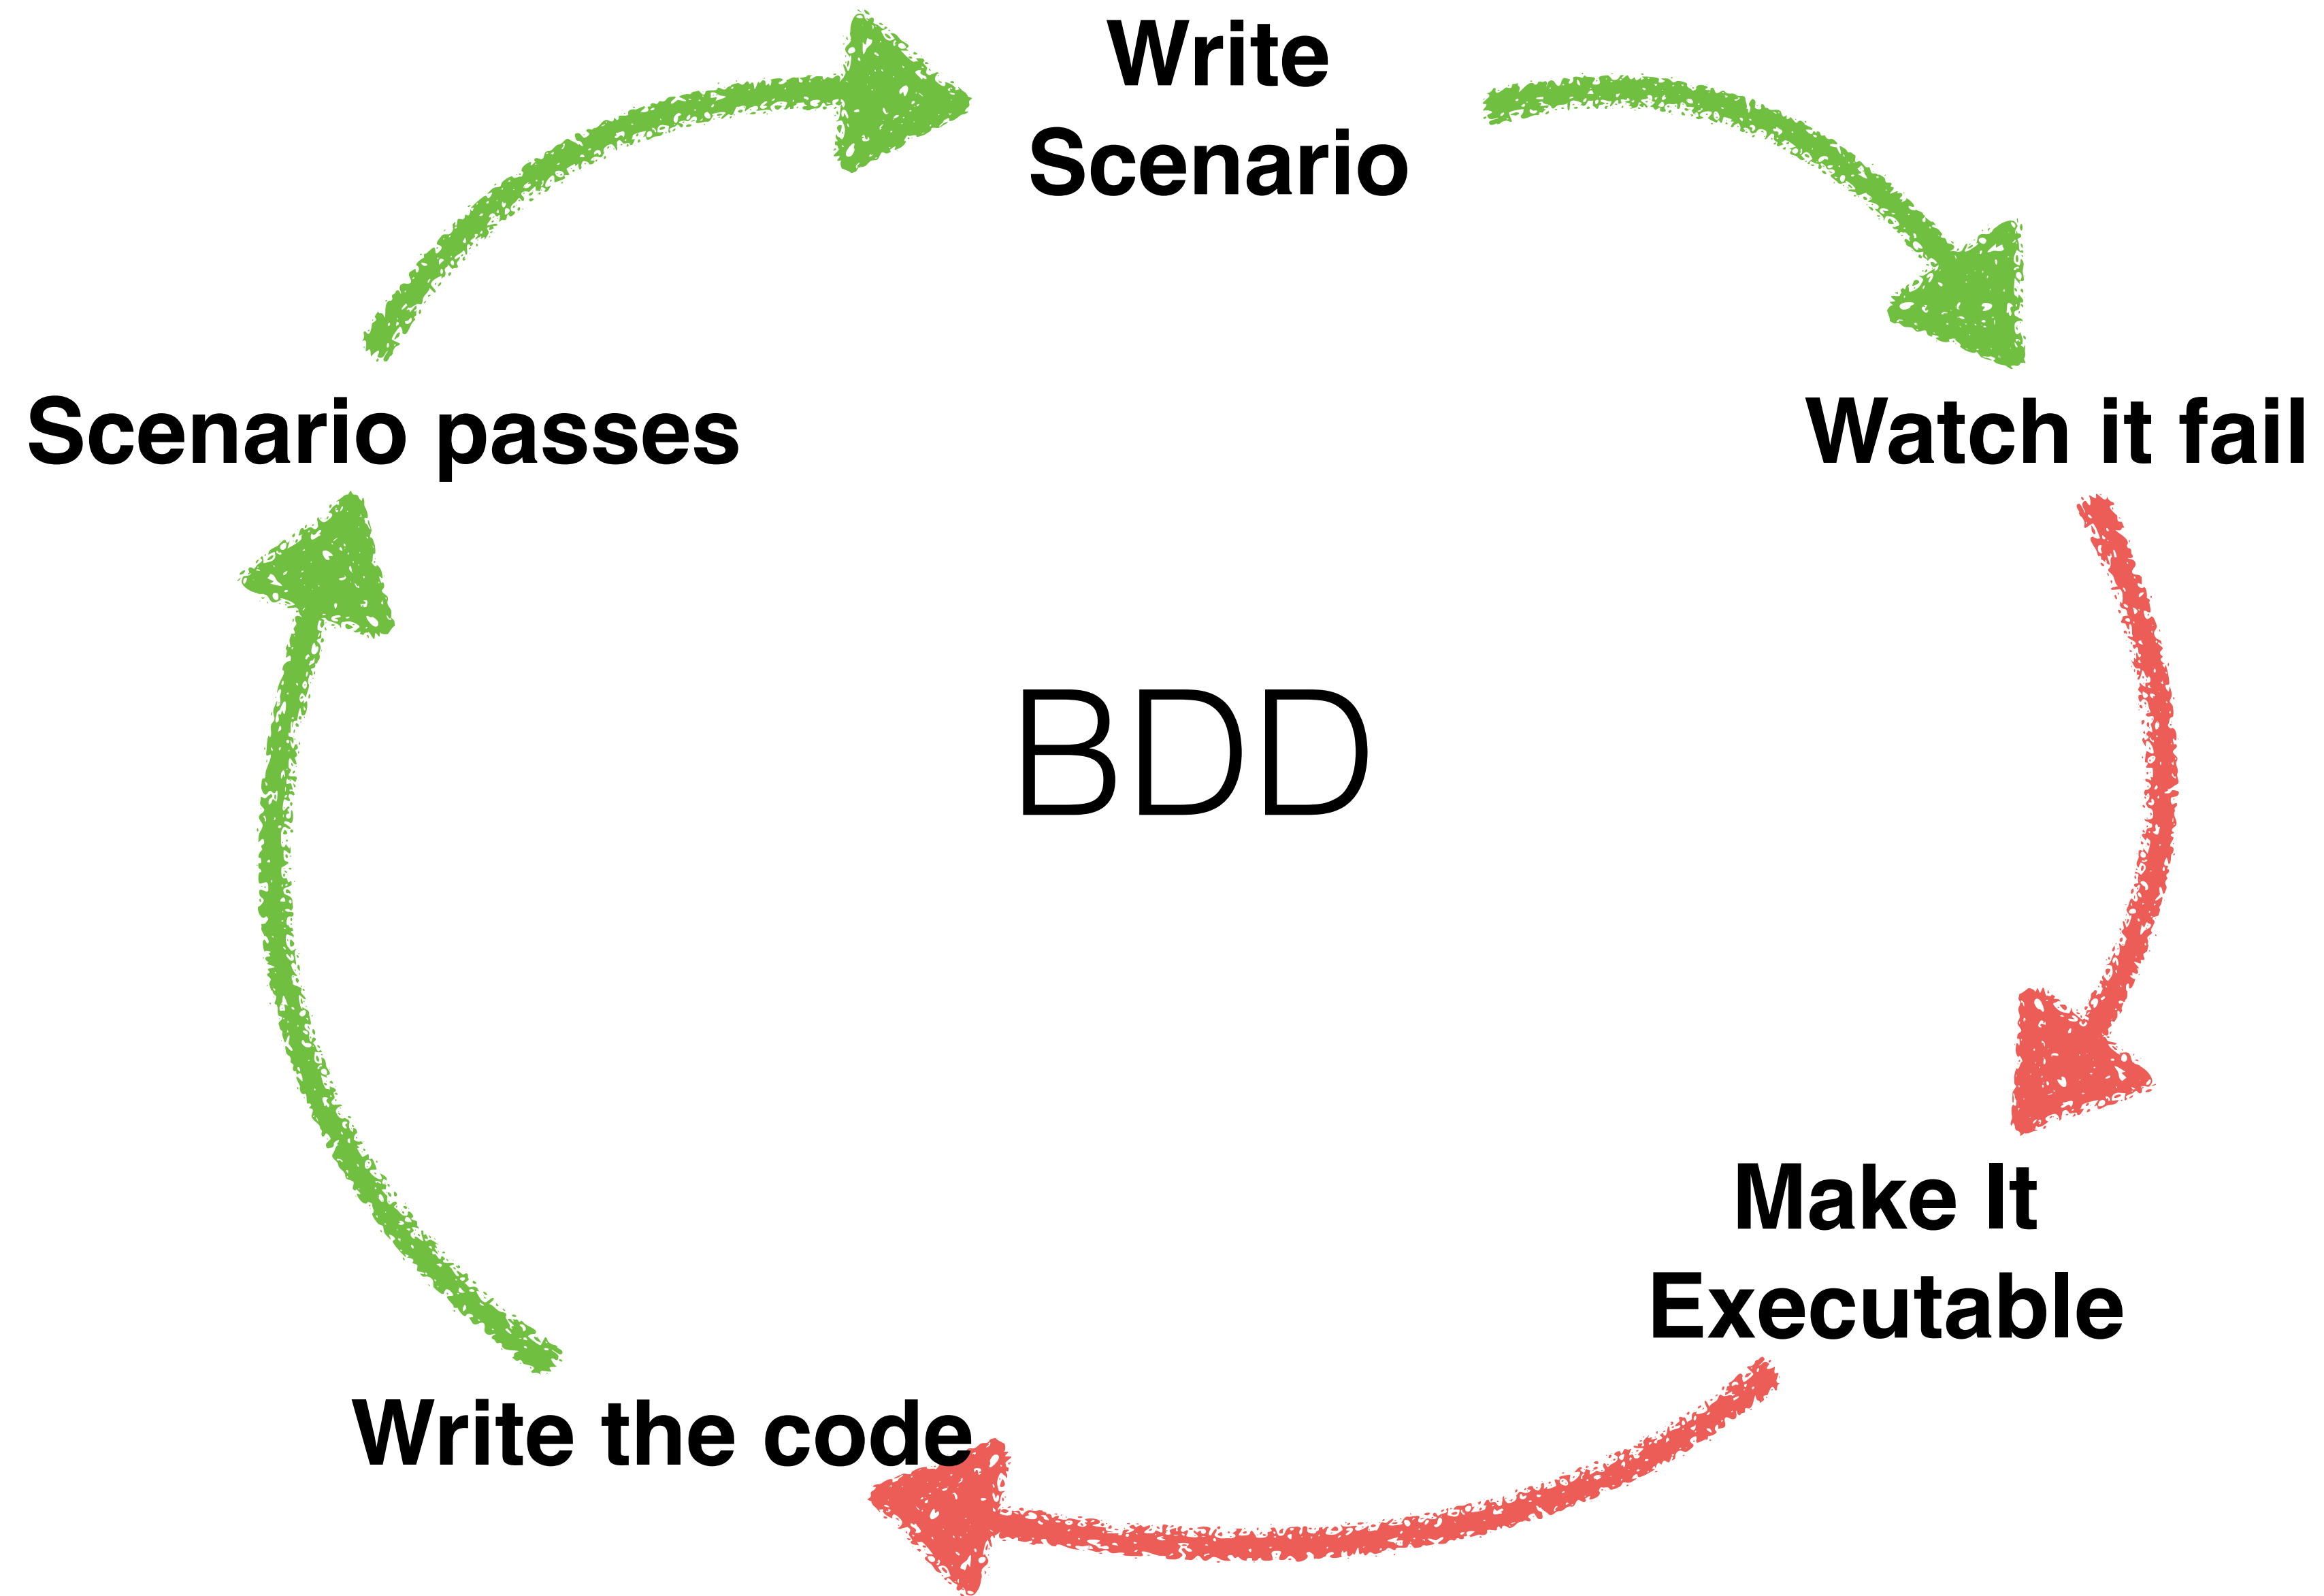 Write
Scenario
Scenario passes
Watch it fail
BDD
Make It
Executable
Write the code